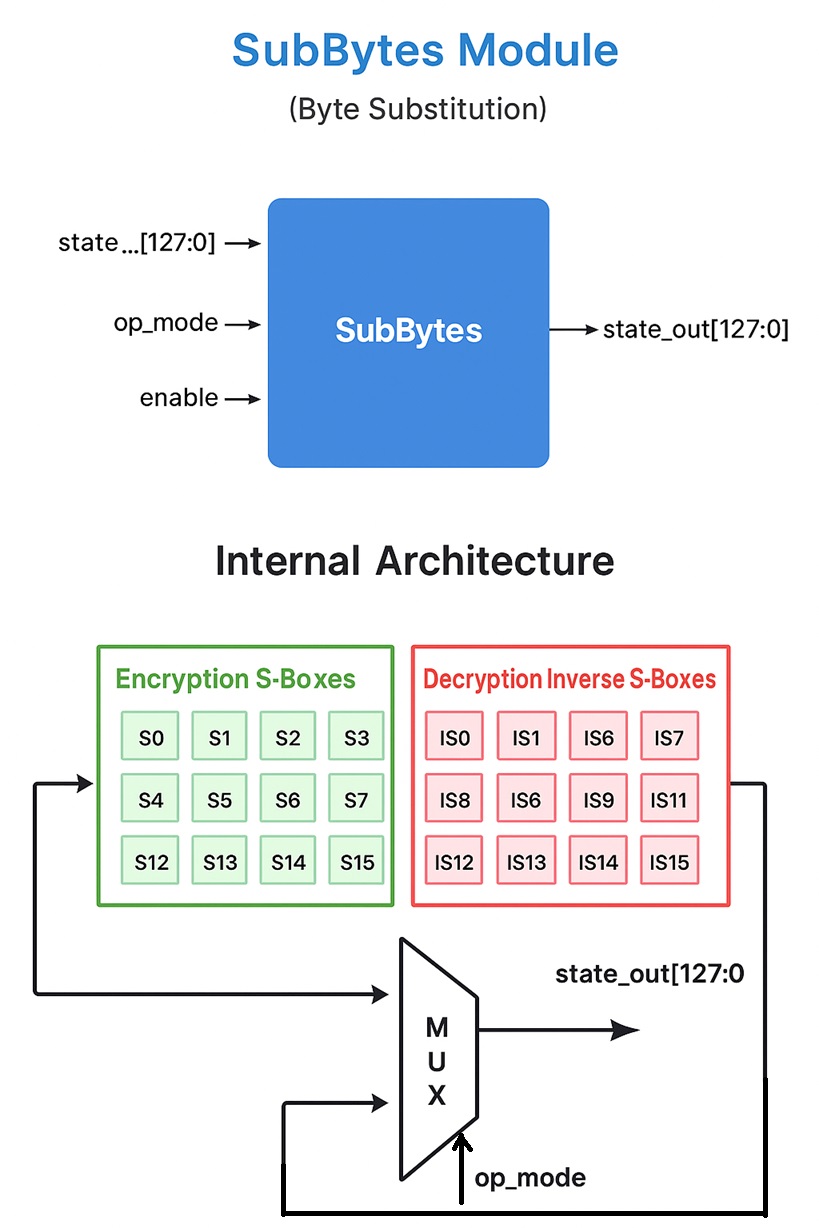 SubBytes Module
(Byte Substitution)
state...[127:0]
op_mode
enable
SubBytes
state_out[127:0]
Internal Architecture
Encryption S-Boxes
S0 S1 S2 S3
S4 S5 S6 S7
S12 S13 S14 S15
Decryption Inverse S-Boxes
IS0 IS1 IS6 IS7
IS8 IS6 IS9 IS11
IS12 IS13 IS14 IS15
state_out[127:0
M
U
X
op_mode